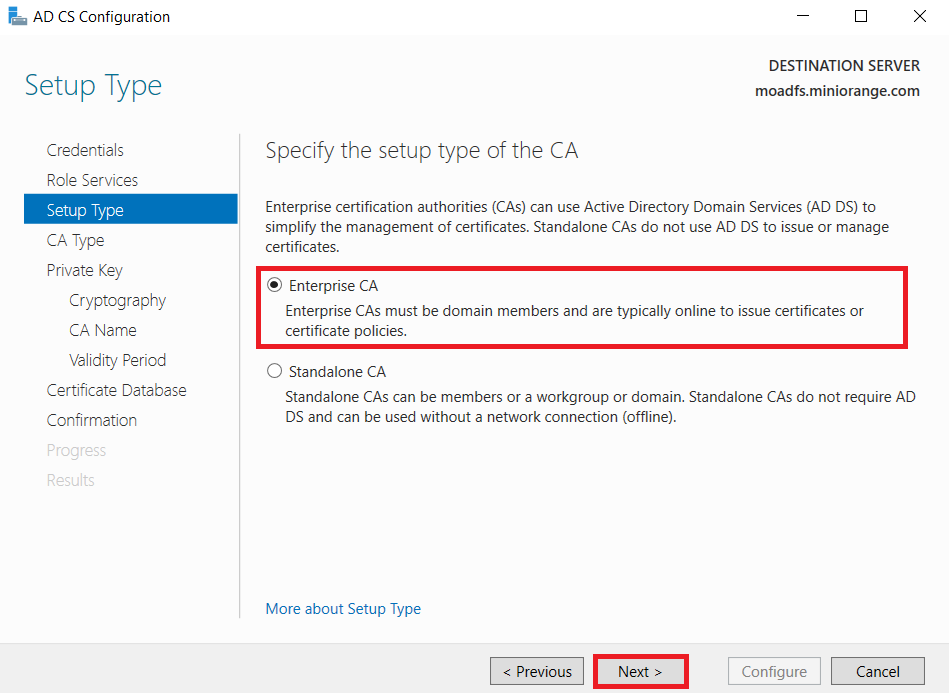 AD CS Configuration
Setup Type
DESTINATION SERVER
moadfs.miniorange.com
Credentials
Role Services
Setup Type
CA Type
Private Key
Cryptography
CA Name
Validity Period
Certificate Database
Confirmation
Progress
Results
Specify the setup type of the CA
Enterprise certification authorities (CAs) can use Active Directory Domain Services (AD DS) to
simplify the management of certificates. Standalone CAs do not use AD DS to issue or manage
certificates.
Enterprise CA
Enterprise CAs must be domain members and are typically online to issue certificates or
certificate policies.
Standalone CA
Standalone CAs can be members or a workgroup or domain. Standalone CAs do not require AD
DS and can be used without a network connection (offline).
More about Setup Type
< Previous
Next >
Configure
Cancel